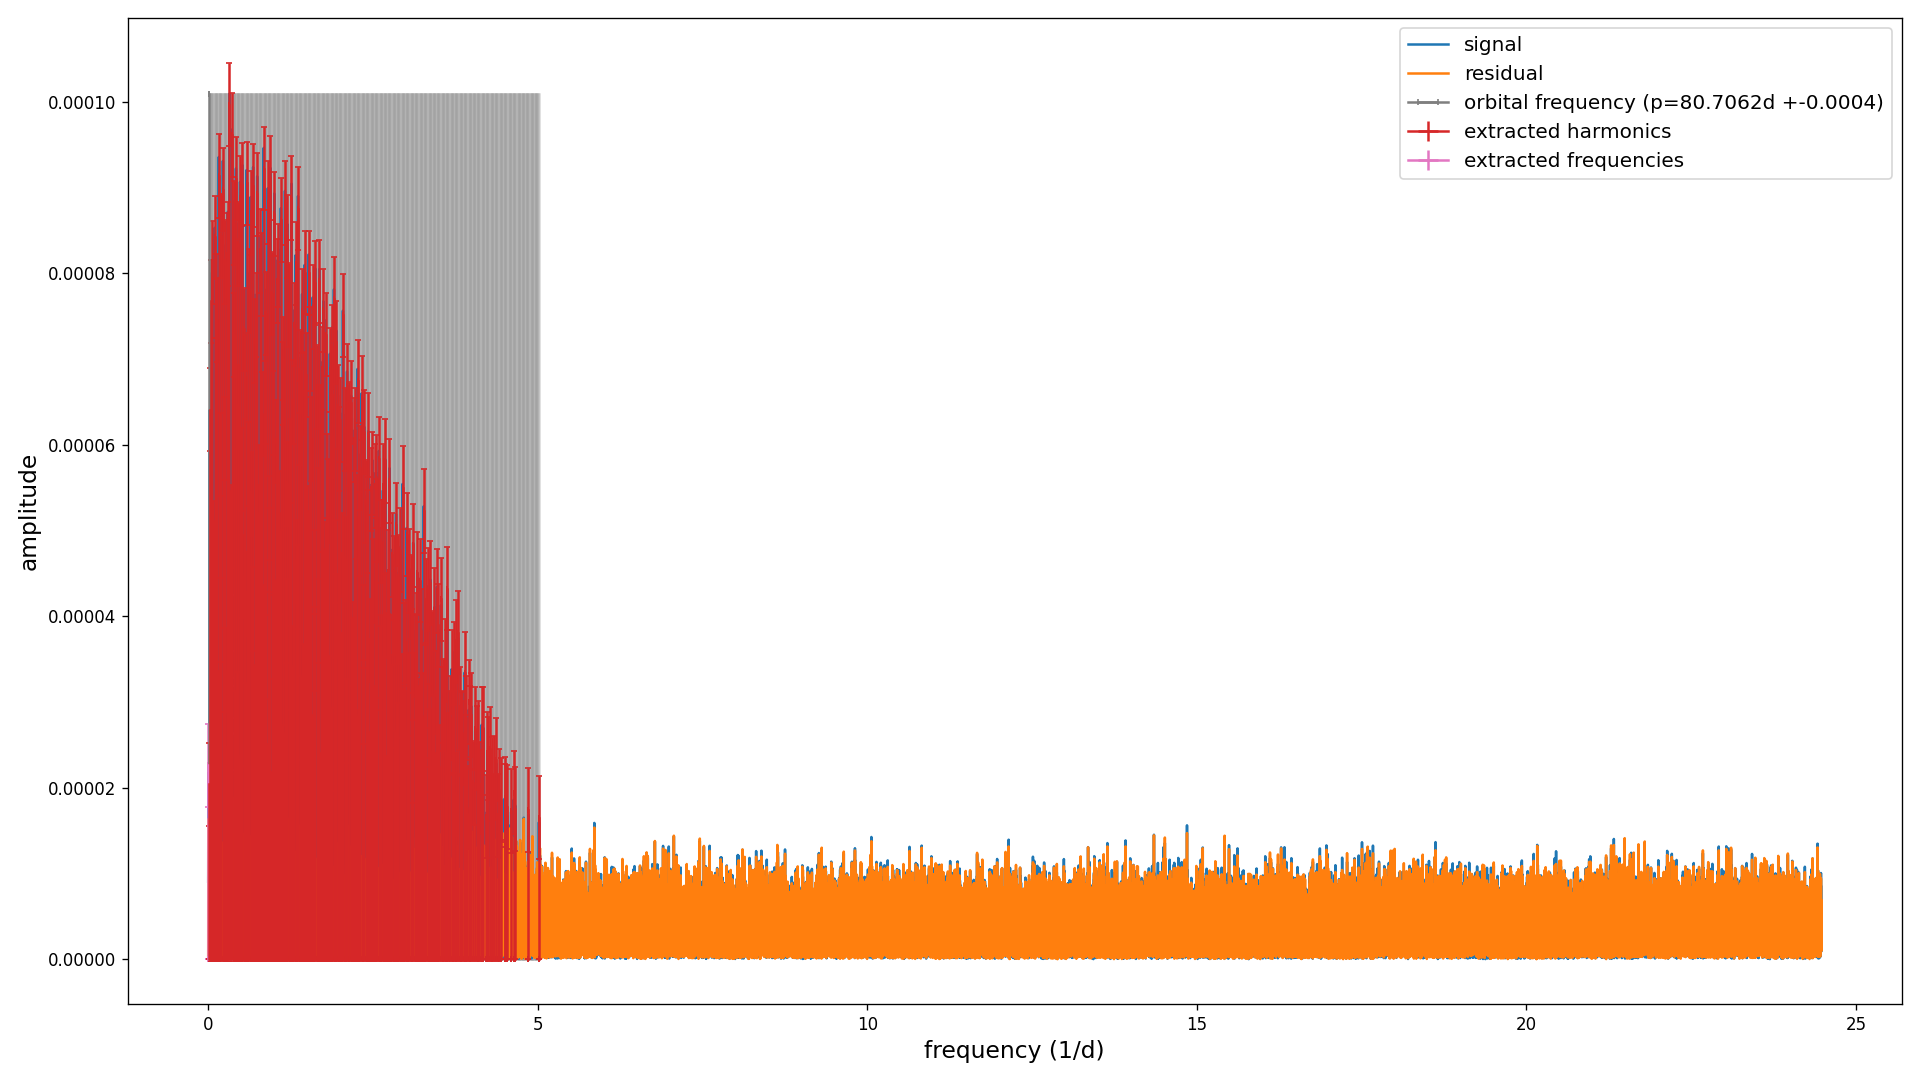 signal
residual
orbital frequency (p=80.7062d +-0.0004)
extracted harmonics
extracted frequencies
0.00010
0.00008
0.00006
0.00004
0.00002
0.00000
amplitude
0 5 10 15 20 25
frequency (1/d)